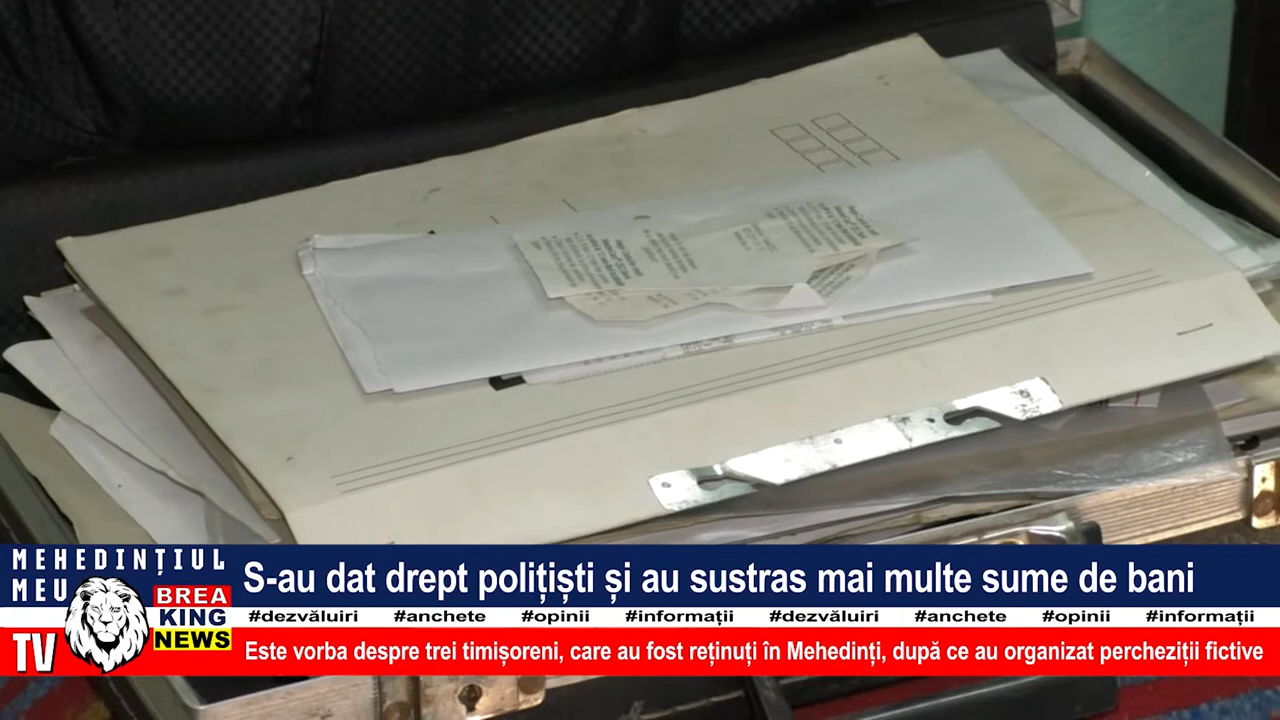 MEHEDINȚIUL
MEU
TV
BREA
KING
NEWS
S-au dat drept polițiști și au sustras mai multe sume de bani
#dezvăluiri #anchete #opinii #informații #dezvăluiri #anchete #opinii #informații
Este vorba despre trei timișoreni, care au fost reținuți în Mehedinți, după ce au organizat percheziții fictive